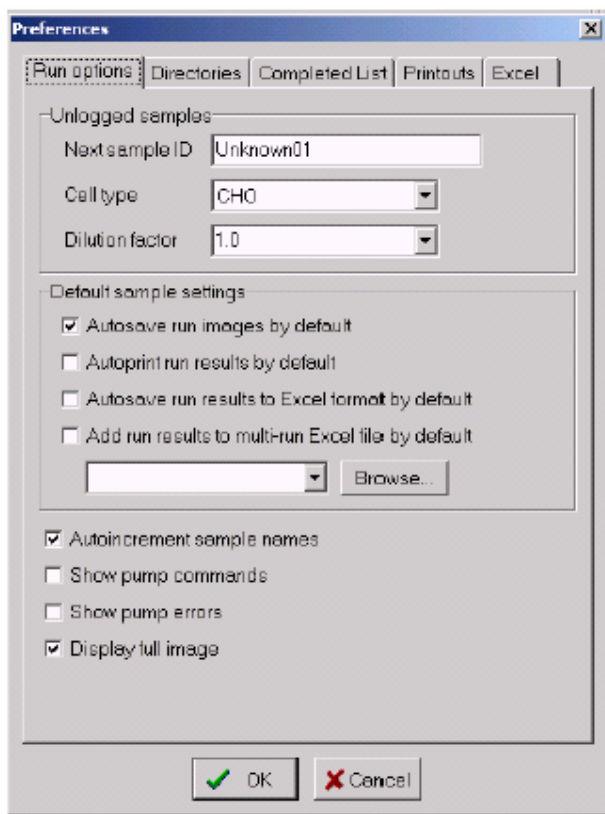 Preferences
Run options Directories Completed List Printouts Excel
Unlogged samples
Next sample ID Unknown01
Cell type CHO
Dilution factor 1.0
Default sample settings
Autosave run images by default
Autoprint run results by default
Autosave run results to Excel format by default
Add run results to multi-run Excel file by default
Browse...
Autoincrement sample names
Show pump commands
Show pump errors
Display full image
OK Cancel